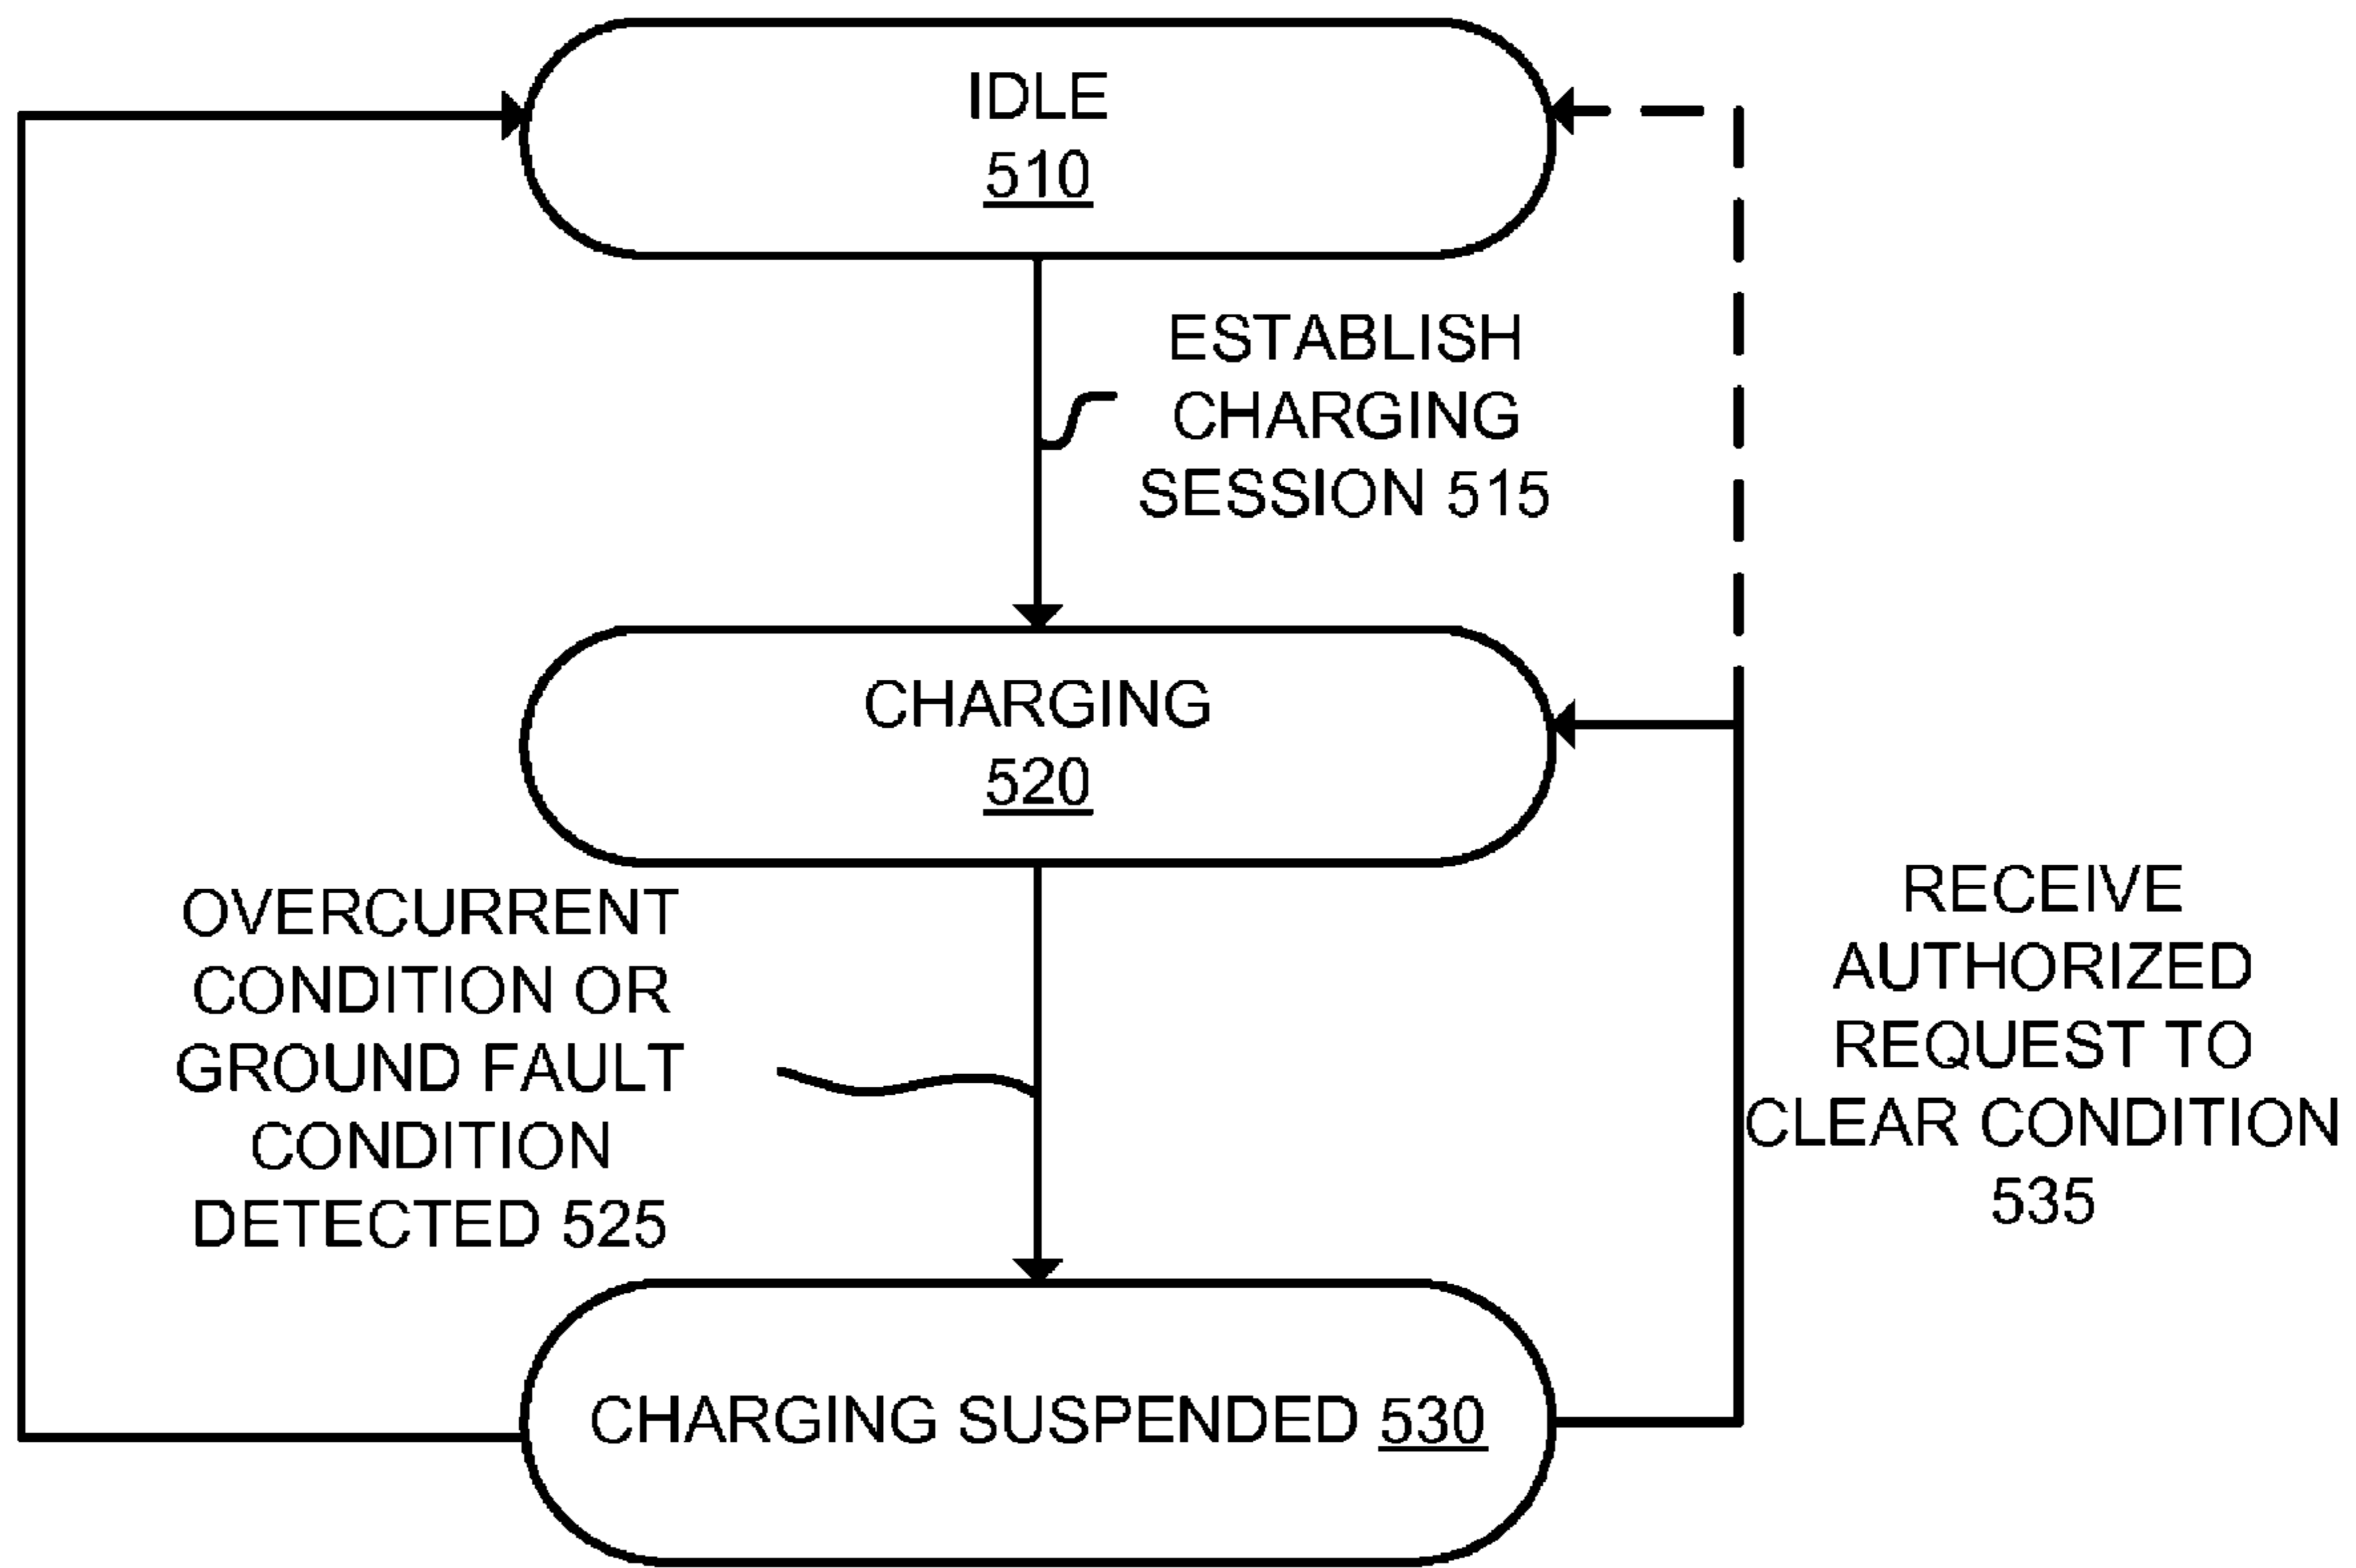 IDLE
510
ESTABLISH
CHARGING
SESSION 515
CHARGING
520
OVERCURRENT
CONDITION OR
GROUND FAULT
CONDITION
DETECTED 525
RECEIVE
AUTHORIZED
REQUEST TO
CLEAR CONDITION
535
CHARGING SUSPENDED 530